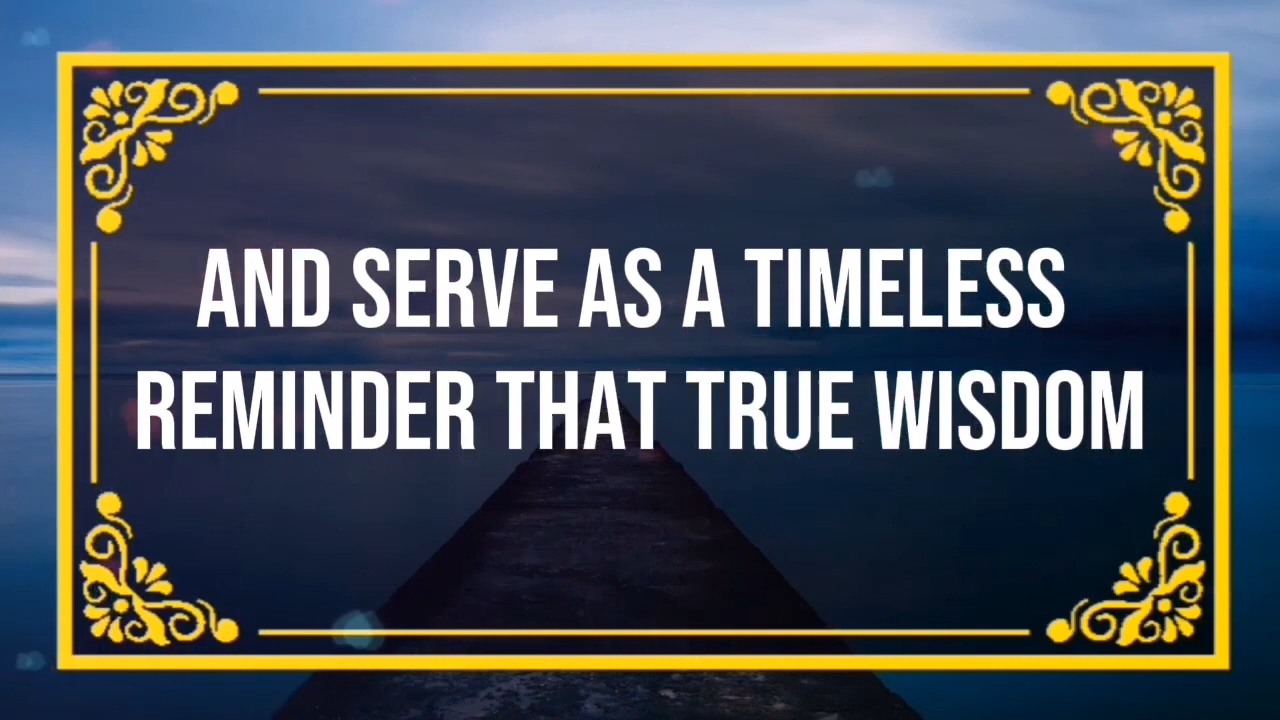 AND SERVE AS A TIMELESS
REMINDER THAT TRUE WISDOM